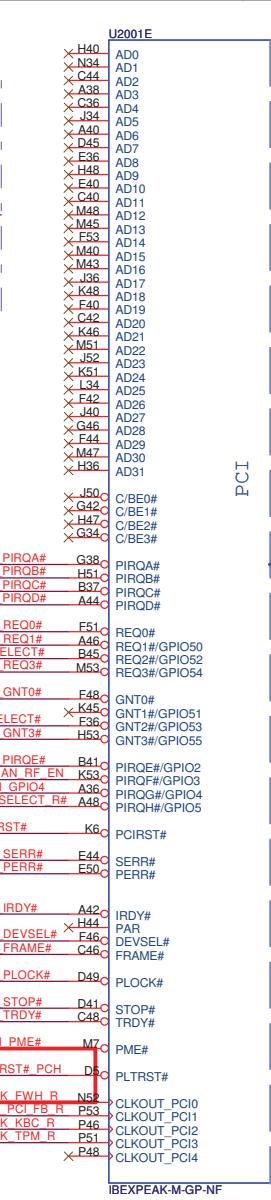 U2001E
H40 AD0
N34 AD1
C44 AD2
A38 AD3
C36 AD4
J34 AD5
A40 AD6
D45 AD7
E36 AD8
H48 AD9
E40 AD10
C40 AD11
M48 AD12
M45 AD13
F53 AD14
M40 AD15
M43 AD16
J36 AD17
K48 AD18
F40 AD19
C42 AD20
K46 AD21
M51 AD22
J52 AD23
K51 AD24
L34 AD25
F42 AD26
J40 AD27
G46 AD28
F44 AD29
M47 AD30
H36 AD31
PCI
J50 C/BE0#
G42 C/BE1#
H47 C/BE2#
G34 C/BE3#
PIRQA# G38 PIRQA#
PIRQB# H51 PIRQB#
PIRQC# B37 PIRQC#
PIRQD# A44 PIRQD#
REQ0# F51 REQ0#
REQ1# A46 REQ1#/GPIO50
ELECT# B45 REQ2#/GPIO52
REQ3# M53 REQ3#/GPIO54
GNT0# F48 GNT0#
K45 GNT1#/GPIO51
ELECT# F36 GNT2#/GPIO53
GNT3# H53 GNT3#/GPIO55
PIRQE# B41 PIRQE#/GPIO2
AN_RF_EN K53 PIRQF#/GPIO3
GPIO4 A36 PIRQG#/GPIO4
SELECT_R# A48 PIRQH#/GPIO5
RST# K6 PCIRST#
SERR# E44 SERR#
PERR# E50 PERR#
IRDY# A42 IRDY#
H44 PAR
DEVSEL# F46 DEVSEL#
FRAME# C46 FRAME#
PLOCK# D49 PLOCK#
STOP# D41 STOP#
TRDY# C48 TRDY#
PME# M7 PME#
RST#_PCH D5 PLTRST#
K_FWH_R N52 CLKOUT_PCI0
PCI_FB_R P53 CLKOUT_PCI1
K_KBC_R P46 CLKOUT_PCI2
K_TPM_R P51 CLKOUT_PCI3
P48 CLKOUT_PCI4
IBEXPEAK-M-GP-NF